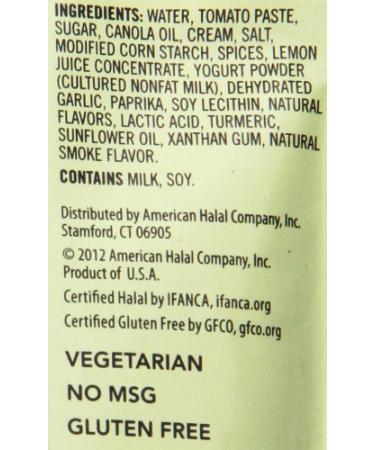 INGREDIENTS: WATER, TOMATO PASTE,
SUGAR, CANOLA OIL, CREAM, SALT,
MODIFIED CORN STARCH, SPICES, LEMON
JUICE CONCENTRATE, YOGURT POWDER
(CULTURED NONFAT MILK), DEHYDRATED
GARLIC, PAPRIKA, SOY LECITHIN, NATURAL
FLAVORS, LACTIC ACID, TURMERIC,
SUNFLOWER OIL, XANTHAN GUM, NATURAL
SMOKE FLAVOR.
CONTAINS MILK, SOY.
Distributed by American Halal Company, Inc.
Stamford, CT 06905
© 2012 American Halal Company, Inc.
Product of U.S.A.
Certified Halal by IFANCA, ifanca.org
Certified Gluten Free by GFCO, gfco.org
VEGETARIAN
NO MSG
GLUTEN FREE